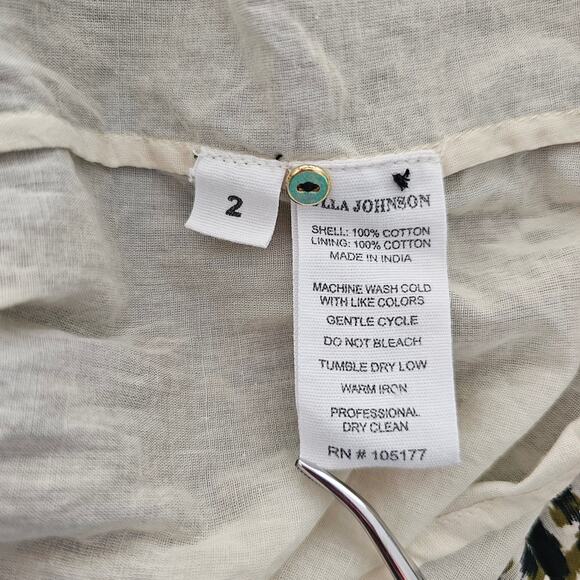 2
JOHNSON
SHELL: 100% COTTON
LINING: 100% COTTON
MADE IN INDIA
MACHINE WASH COLD
WITH LIKE COLORS
GENTLE CYCLE
DO NOT BLEACH
TUMBLE DRY LOW
WARM IRON
PROFESSIONAL
DRY CLEAN
RN # 105177